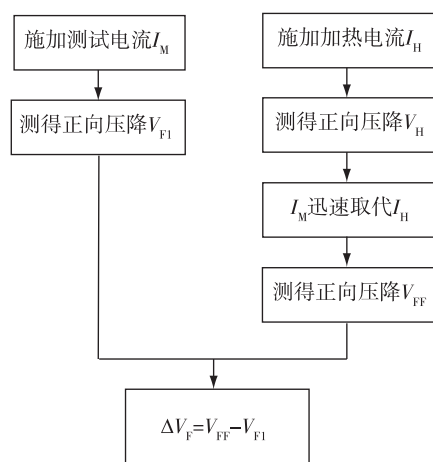 施加测试电流I_M
测得正向压降V_F1
施加加热电流I_H
测得正向压降V_H
I_M迅速取代I_H
测得正向压降V_FF
ΔV_F=V_FF−V_F1